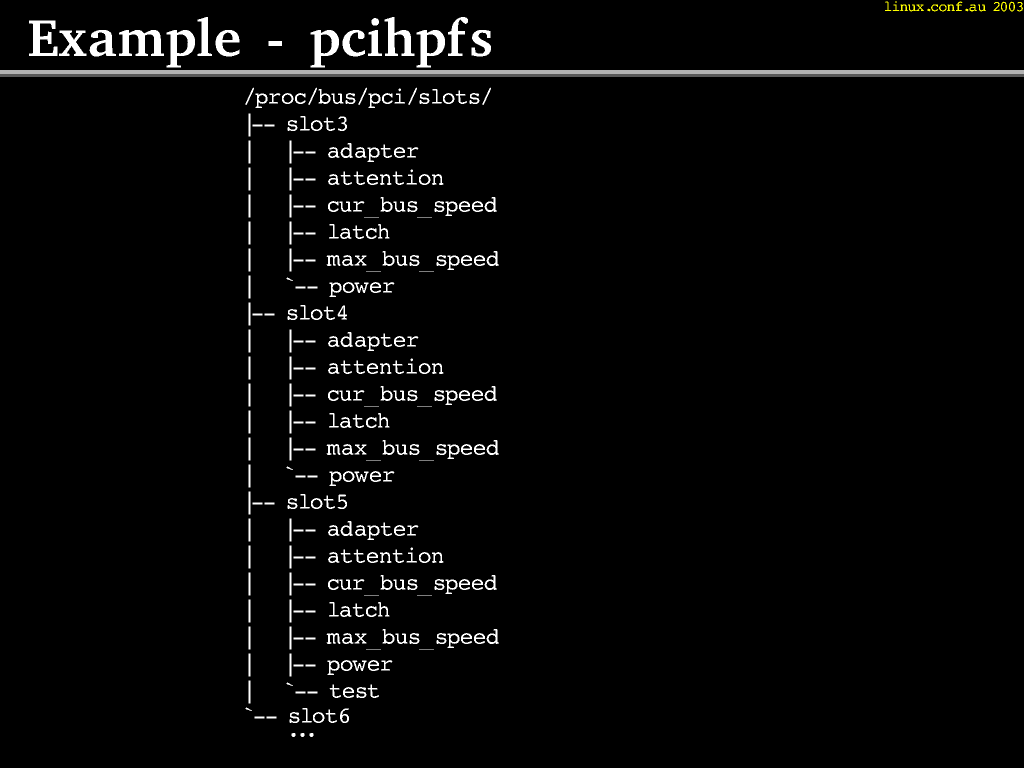 linux.conf.au 2003
Example - pcihpfs
/proc/bus/pci/slots/
|-- slot3
|   |-- adapter
|   |-- attention
|   |-- cur_bus_speed
|   |-- latch
|   |-- max_bus_speed
|   `-- power
|-- slot4
|   |-- adapter
|   |-- attention
|   |-- cur_bus_speed
|   |-- latch
|   |-- max_bus_speed
|   `-- power
|-- slot5
|   |-- adapter
|   |-- attention
|   |-- cur_bus_speed
|   |-- latch
|   |-- max_bus_speed
|   |-- power
|   `-- test
`-- slot6
    ...